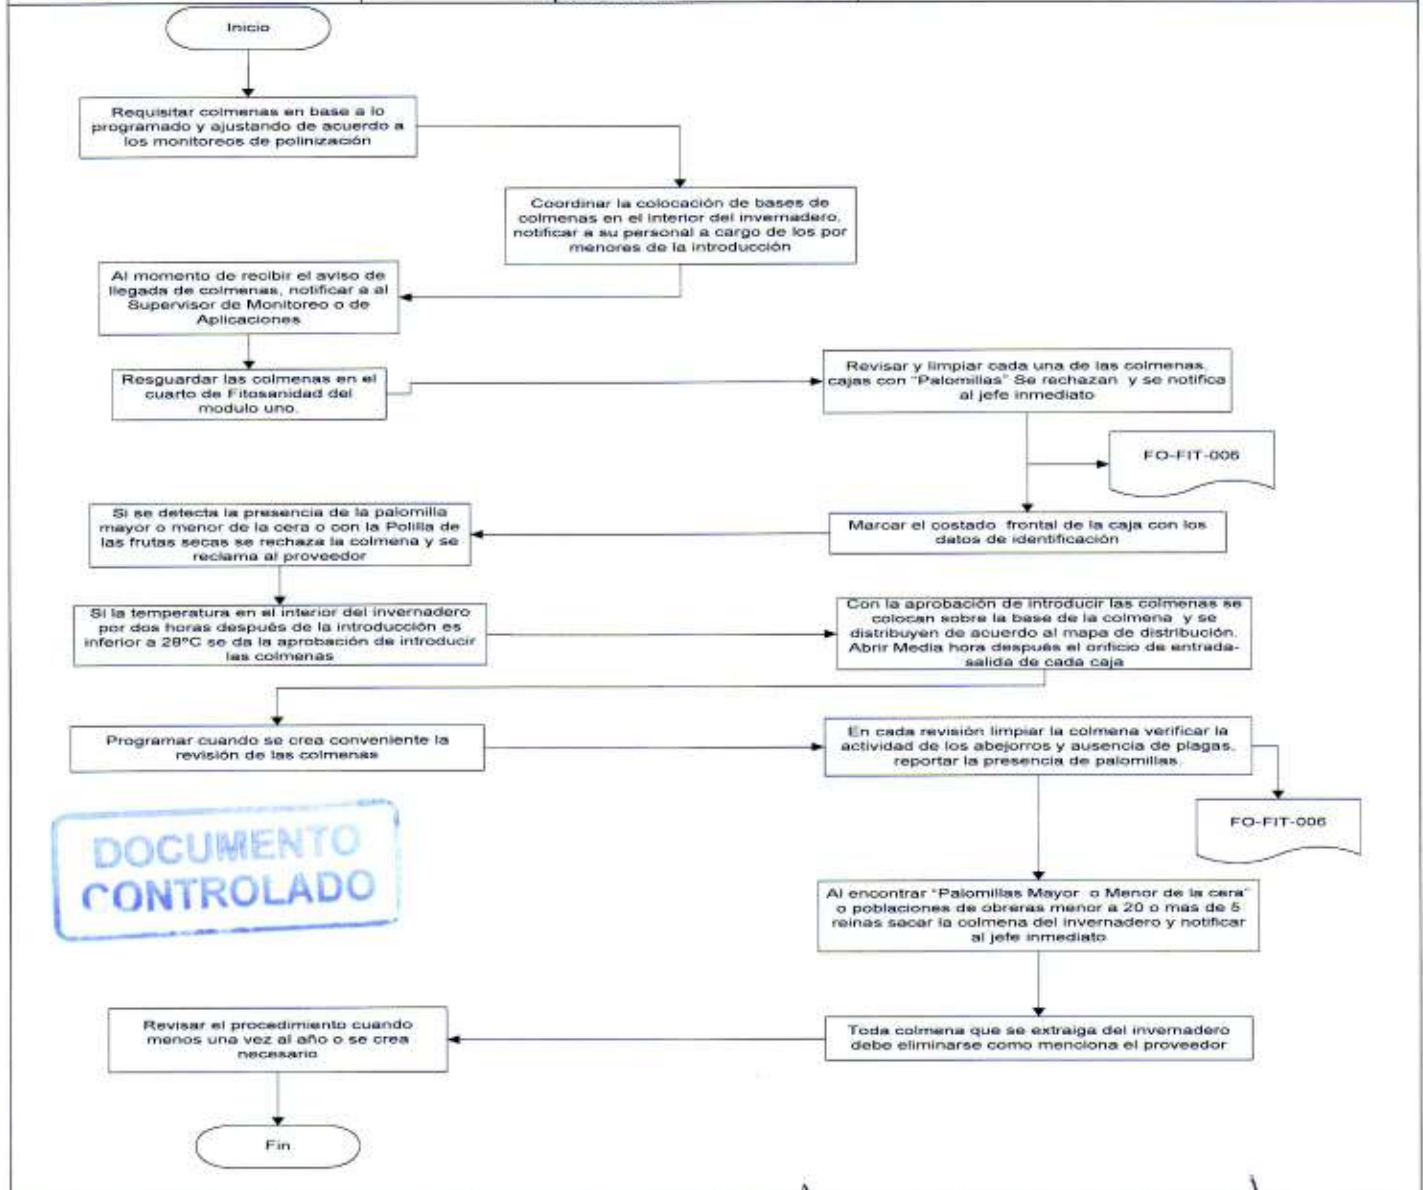 Inicio
Requisitar colmenas en base a lo
programado y ajustando de acuerdo a
los monitoreos de polinización
Coordinar la colocación de bases de
colmenas en el interior del invernadero,
notificar a su personal a cargo de los por
menores de la introducción
Al momento de recibir el aviso de
llegada de colmenas, notificar a al
Supervisor de Monitoreo o de
Aplicaciones
Resguardar las colmenas en el
cuarto de Fitosanidad del
modulo uno.
Revisar y limpiar cada una de las colmenas,
cajas con "Palomillas" Se rechazan y se notifica
al jefe inmediato
FO-FIT-006
Marcar el costado frontal de la caja con los
datos de identificación
Si se detecta la presencia de la palomilla
mayor o menor de la cera o con la Polilla de
las frutas secas se rechaza la colmena y se
reclama al proveedor
Si la temperatura en el interior del invernadero
por dos horas después de la introducción es
inferior a 28°C se da la aprobación de introducir
las colmenas
Con la aprobación de introducir las colmenas se
colocan sobre la base de la colmena y se
distribuyen de acuerdo al mapa de distribución.
Abrir Media hora después el orificio de entrada-
salida de cada caja
Programar cuando se crea conveniente la
revisión de las colmenas
En cada revisión limpiar la colmena verificar la
actividad de los abejorros y ausencia de plagas,
reportar la presencia de palomillas.
FO-FIT-006
DOCUMENTO
CONTROLADO
Al encontrar "Palomillas Mayor o Menor de la cera"
o poblaciones de obreras menor a 20 o mas de 5
reinas sacar la colmena del invernadero y notificar
al jefe inmediato
Toda colmena que se extraiga del invernadero
debe eliminarse como menciona el proveedor
Revisar el procedimiento cuando
menos una vez al año o se crea
necesario
Fin